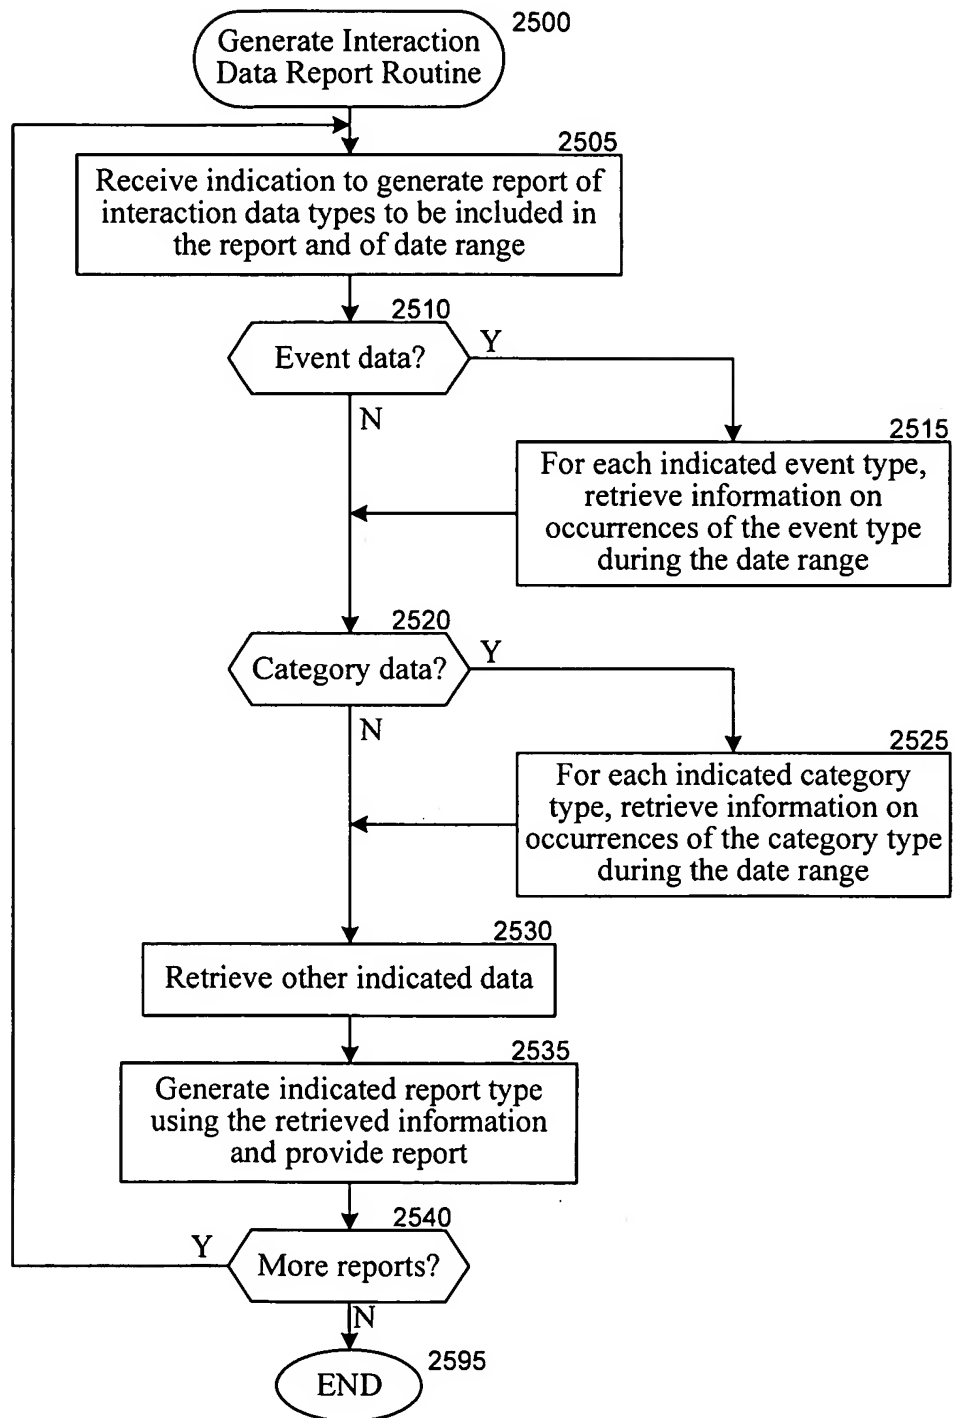 2500
Generate Interaction
Data Report Routine
2505
Receive indication to generate report of
interaction data types to be included in
the report and of date range
2510
Event data?
Y
N
2515
For each indicated event type,
retrieve information on
occurrences of the event type
during the date range
2520
Category data?
Y
N
2525
For each indicated category
type, retrieve information on
occurrences of the category type
during the date range
2530
Retrieve other indicated data
2535
Generate indicated report type
using the retrieved information
and provide report
2540
Y
More reports?
N
2595
END